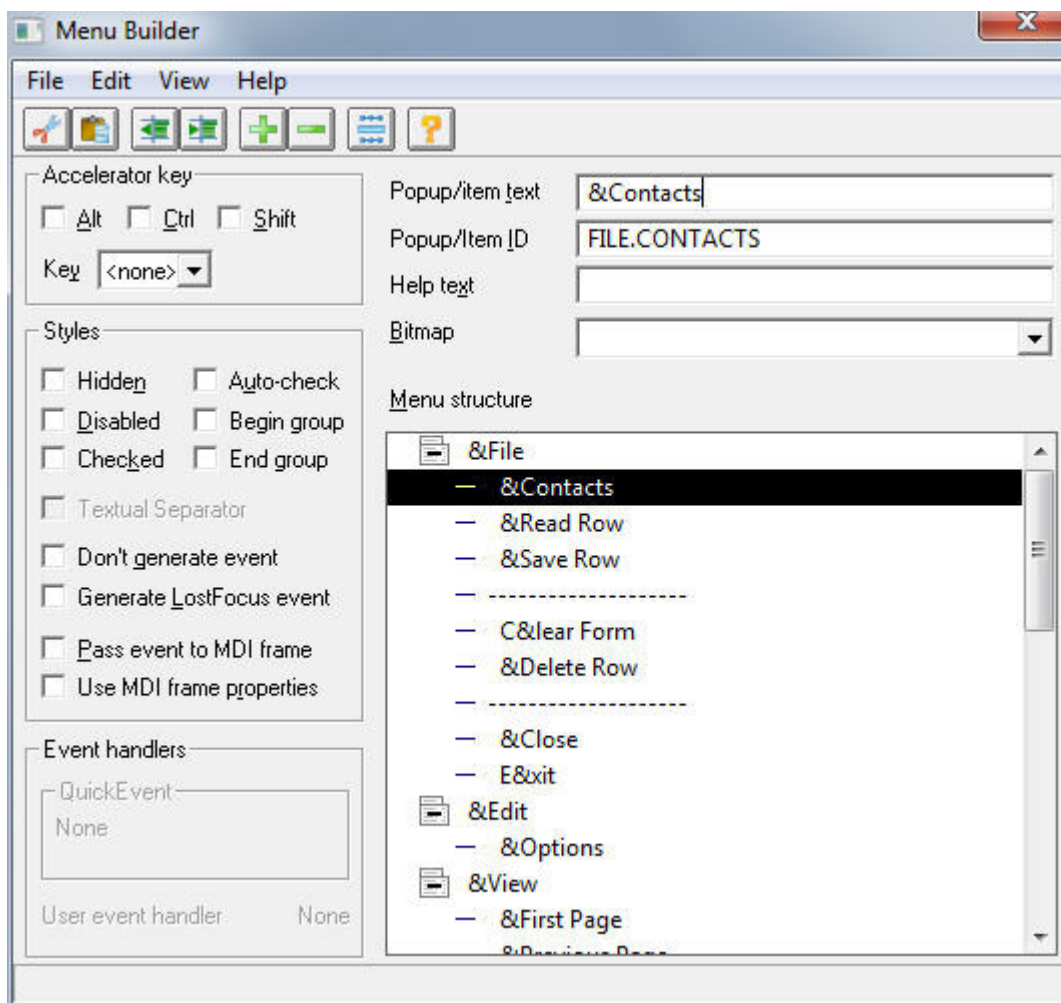 Menu Builder
File Edit View Help
Accelerator key
Alt Ctrl Shift
Key <none>
Popup/item text &Contacts
Popup/Item ID FILE.CONTACTS
Help text
Bitmap
Styles
Hidden Auto-check
Disabled Begin group
Checked End group
Textual Separator
Don't generate event
Generate LostFocus event
Pass event to MDI frame
Use MDI frame properties
Event handlers
QuickEvent
None
User event handler None
Menu structure
&File
&Contacts
&Read Row
&Save Row
--------------------
C&lear Form
&Delete Row
--------------------
&Close
E&xit
&Edit
&Options
&View
&First Page
&Previous Page